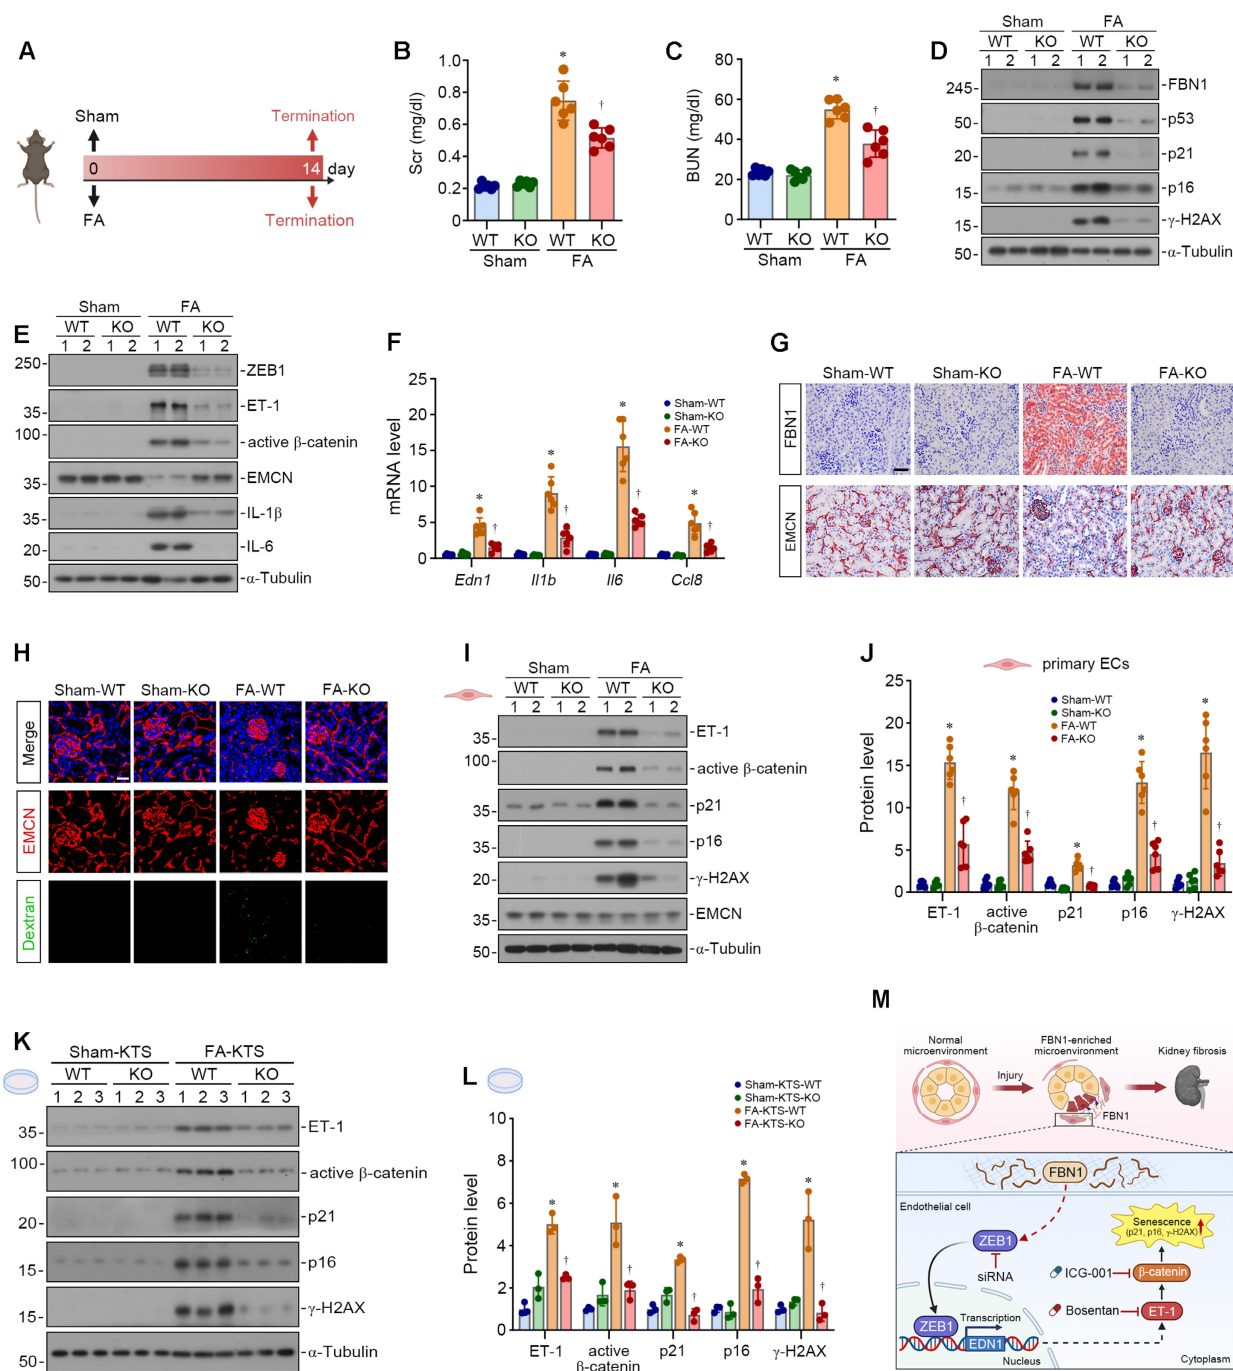 A
Sham
Termination
0
14
day
FA
Termination
B
Scr (mg/dl)
1.0
0.8
0.6
0.4
0.2
0
*
†
WT KO WT KO
Sham FA
C
BUN (mg/dl)
80
60
40
20
0
*
†
WT KO WT KO
Sham FA
D
Sham FA
WT KO WT KO
1 2 1 2 1 2 1 2
245 FBN1
50 p53
20 p21
15 p16
15 γ-H2AX
50 α-Tubulin
E
Sham FA
WT KO WT KO
1 2 1 2 1 2 1 2
250 ZEB1
35 ET-1
100 active β-catenin
35 EMCN
35 IL-1β
20 IL-6
50 α-Tubulin
F
mRNA level
25
20
15
10
5
0
Sham-WT
Sham-KO
FA-WT
FA-KO
* † * † * † * †
Edn1 Il1b Il6 Ccl8
G
Sham-WT Sham-KO FA-WT FA-KO
FBN1
EMCN
H
Sham-WT Sham-KO FA-WT FA-KO
Merge
EMCN
Dextran
I
Sham FA
WT KO WT KO
1 2 1 2 1 2 1 2
35 ET-1
100 active β-catenin
35 p21
35 p16
20 γ-H2AX
35 EMCN
50 α-Tubulin
J
primary ECs
Protein level
25
20
15
10
5
0
Sham-WT
Sham-KO
FA-WT
FA-KO
* † * † * † * † * †
ET-1 active β-catenin p21 p16 γ-H2AX
K
Sham-KTS FA-KTS
WT KO WT KO
1 2 3 1 2 3 1 2 3 1 2 3
35 ET-1
100 active β-catenin
20 p21
15 p16
15 γ-H2AX
50 α-Tubulin
L
Protein level
10
8
6
4
2
0
Sham-KTS-WT
Sham-KTS-KO
FA-KTS-WT
FA-KTS-KO
* † * † * † * † * †
ET-1 active β-catenin p21 p16 γ-H2AX
M
Normal
microenvironment
Injury
FBN1-enriched
microenvironment
Kidney fibrosis
FBN1
FBN1
Endothelial cell
ZEB1
siRNA
Senescence
(p21, p16, γ-H2AX)
ICG-001
β-catenin
Bosentan
ET-1
Transcription
ZEB1
EDN1
Nucleus
Cytoplasm